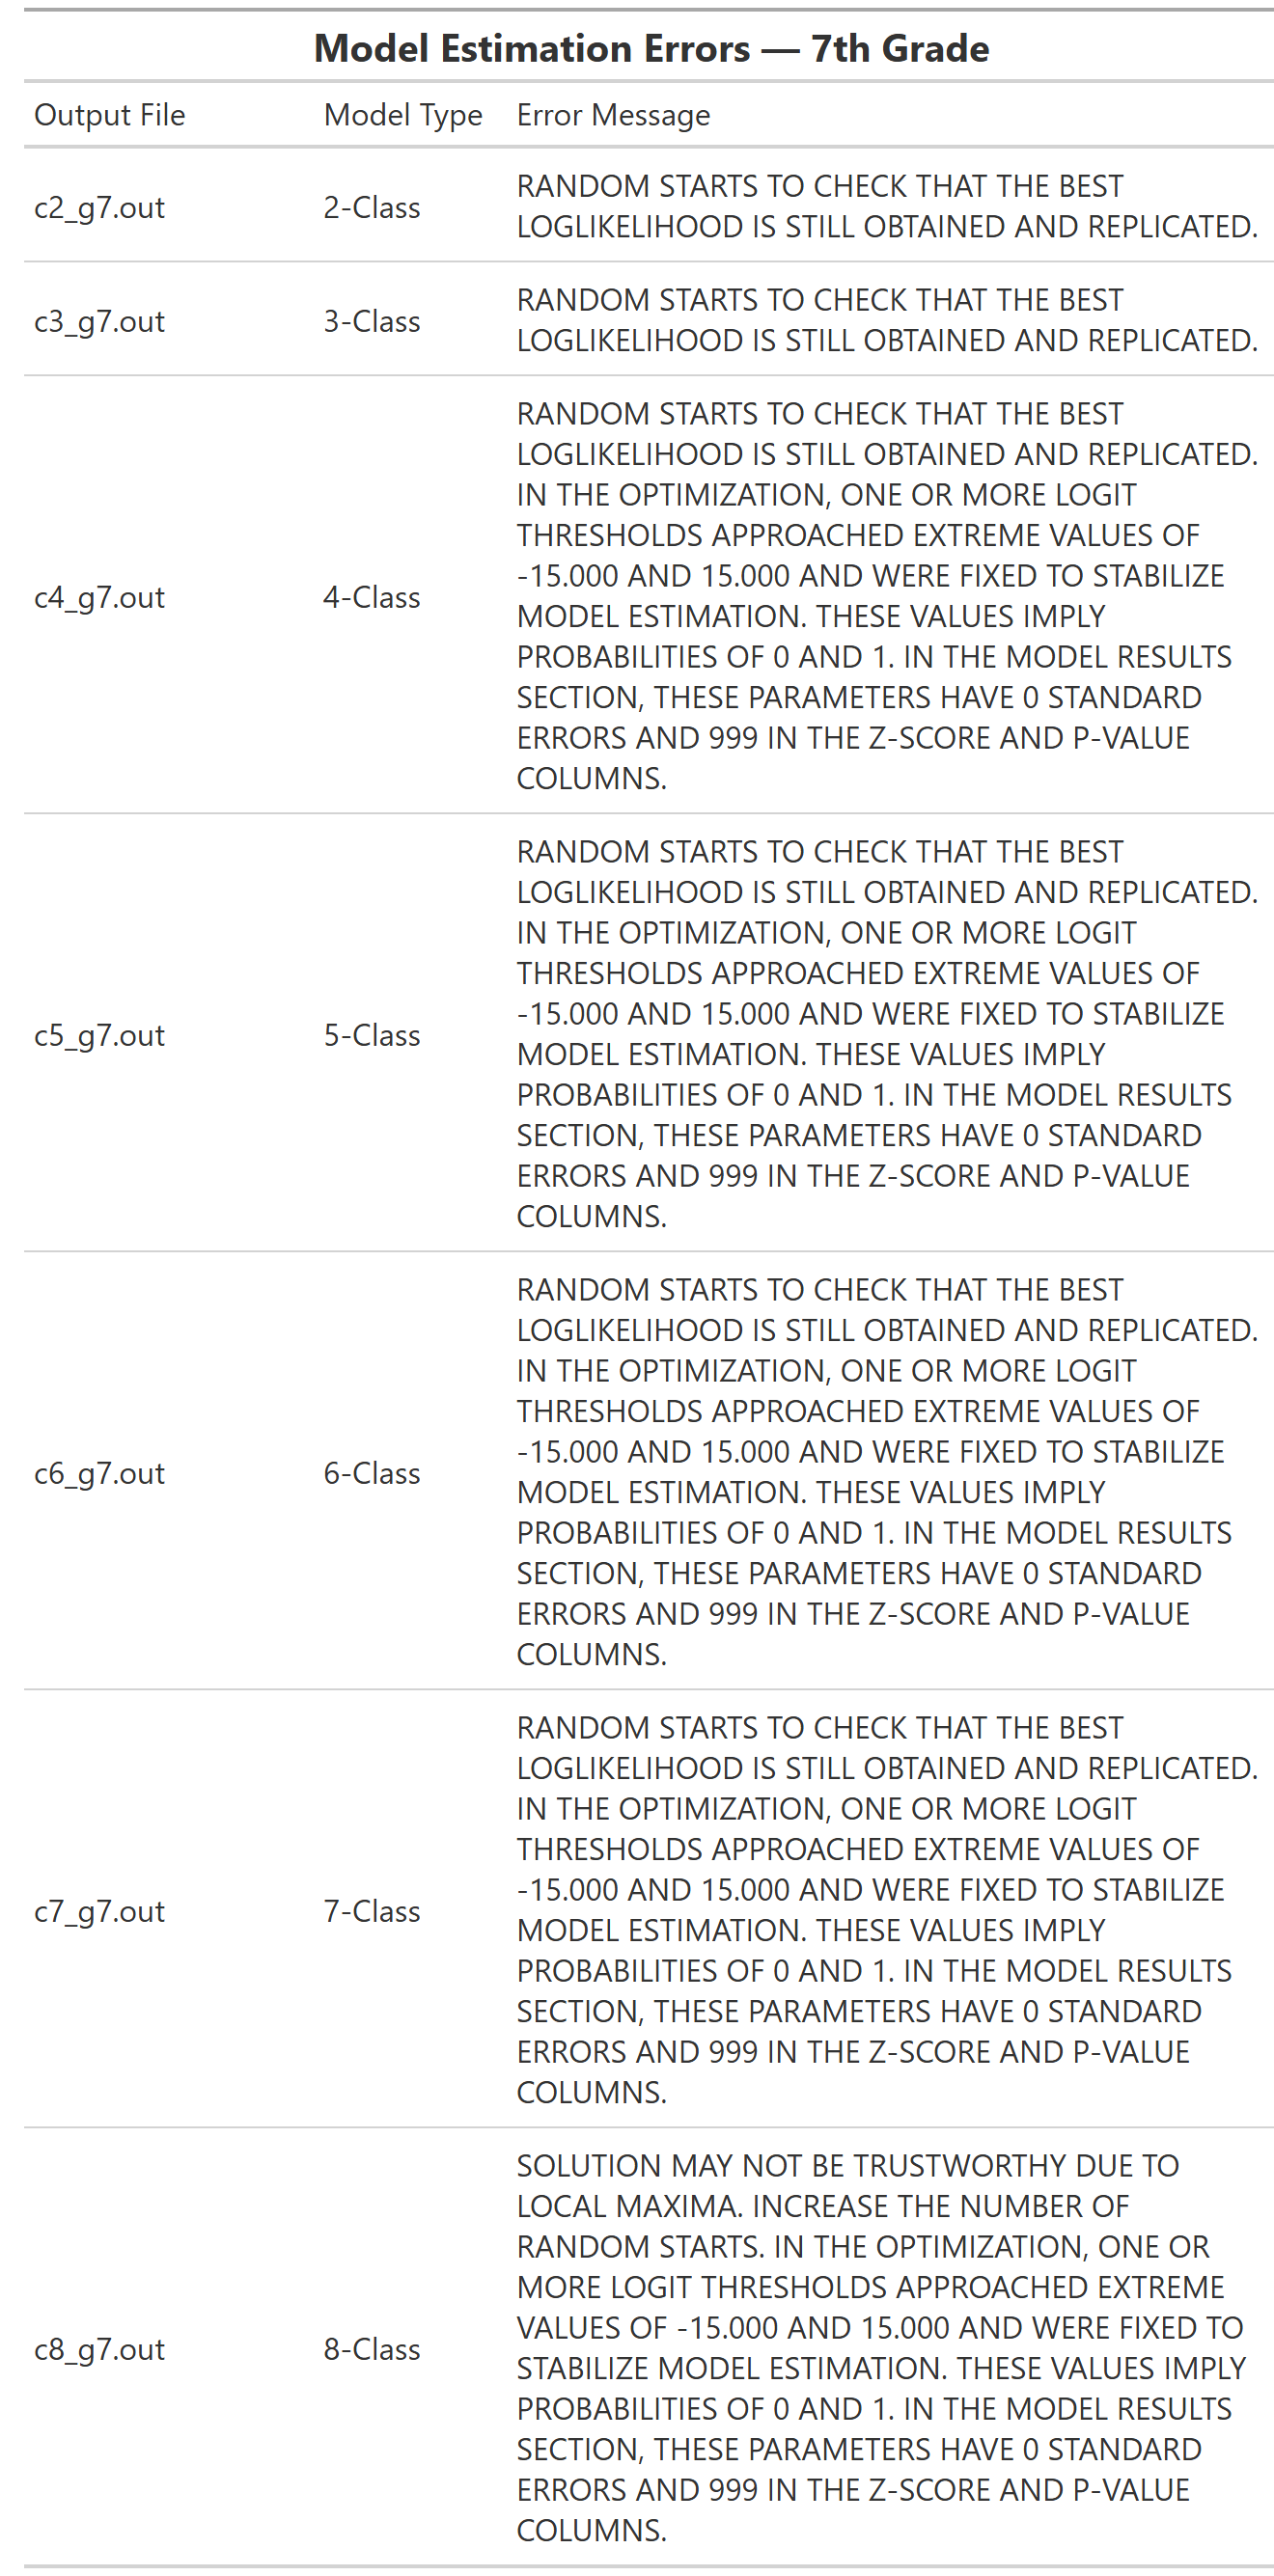 Model Estimation Errors — 7th Grade
Output File Model Type Error Message
c2_g7.out 2-Class
RANDOM STARTS TO CHECK THAT THE BEST
LOGLIKELIHOOD IS STILL OBTAINED AND REPLICATED.
c3_g7.out 3-Class
RANDOM STARTS TO CHECK THAT THE BEST
LOGLIKELIHOOD IS STILL OBTAINED AND REPLICATED.
c4_g7.out 4-Class
RANDOM STARTS TO CHECK THAT THE BEST
LOGLIKELIHOOD IS STILL OBTAINED AND REPLICATED.
IN THE OPTIMIZATION, ONE OR MORE LOGIT
THRESHOLDS APPROACHED EXTREME VALUES OF
-15.000 AND 15.000 AND WERE FIXED TO STABILIZE
MODEL ESTIMATION. THESE VALUES IMPLY
PROBABILITIES OF 0 AND 1. IN THE MODEL RESULTS
SECTION, THESE PARAMETERS HAVE 0 STANDARD
ERRORS AND 999 IN THE Z-SCORE AND P-VALUE
COLUMNS.
c5_g7.out 5-Class
RANDOM STARTS TO CHECK THAT THE BEST
LOGLIKELIHOOD IS STILL OBTAINED AND REPLICATED.
IN THE OPTIMIZATION, ONE OR MORE LOGIT
THRESHOLDS APPROACHED EXTREME VALUES OF
-15.000 AND 15.000 AND WERE FIXED TO STABILIZE
MODEL ESTIMATION. THESE VALUES IMPLY
PROBABILITIES OF 0 AND 1. IN THE MODEL RESULTS
SECTION, THESE PARAMETERS HAVE 0 STANDARD
ERRORS AND 999 IN THE Z-SCORE AND P-VALUE
COLUMNS.
c6_g7.out 6-Class
RANDOM STARTS TO CHECK THAT THE BEST
LOGLIKELIHOOD IS STILL OBTAINED AND REPLICATED.
IN THE OPTIMIZATION, ONE OR MORE LOGIT
THRESHOLDS APPROACHED EXTREME VALUES OF
-15.000 AND 15.000 AND WERE FIXED TO STABILIZE
MODEL ESTIMATION. THESE VALUES IMPLY
PROBABILITIES OF 0 AND 1. IN THE MODEL RESULTS
SECTION, THESE PARAMETERS HAVE 0 STANDARD
ERRORS AND 999 IN THE Z-SCORE AND P-VALUE
COLUMNS.
c7_g7.out 7-Class
RANDOM STARTS TO CHECK THAT THE BEST
LOGLIKELIHOOD IS STILL OBTAINED AND REPLICATED.
IN THE OPTIMIZATION, ONE OR MORE LOGIT
THRESHOLDS APPROACHED EXTREME VALUES OF
-15.000 AND 15.000 AND WERE FIXED TO STABILIZE
MODEL ESTIMATION. THESE VALUES IMPLY
PROBABILITIES OF 0 AND 1. IN THE MODEL RESULTS
SECTION, THESE PARAMETERS HAVE 0 STANDARD
ERRORS AND 999 IN THE Z-SCORE AND P-VALUE
COLUMNS.
c8_g7.out 8-Class
SOLUTION MAY NOT BE TRUSTWORTHY DUE TO
LOCAL MAXIMA. INCREASE THE NUMBER OF
RANDOM STARTS. IN THE OPTIMIZATION, ONE OR
MORE LOGIT THRESHOLDS APPROACHED EXTREME
VALUES OF -15.000 AND 15.000 AND WERE FIXED TO
STABILIZE MODEL ESTIMATION. THESE VALUES IMPLY
PROBABILITIES OF 0 AND 1. IN THE MODEL RESULTS
SECTION, THESE PARAMETERS HAVE 0 STANDARD
ERRORS AND 999 IN THE Z-SCORE AND P-VALUE
COLUMNS.